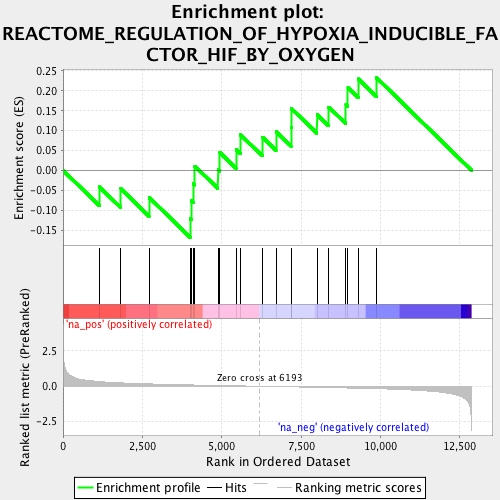 Enrichment plot:
REACTOME_REGULATION_OF_HYPOXIA_INDUCIBLE_FA
CTOR_HIF_BY_OXYGEN
Enrichment score (ES)
0.25
0.20
0.15
0.10
0.05
0.00
-0.05
-0.10
-0.15
'na_pos' (positively correlated)
Ranked list metric (PreRanked)
2.5
0.0
-2.5
Zero cross at 6193
'na_neg' (negatively correlated)
0
2,500
5,000
7,500
10,000
12,500
Rank in Ordered Dataset
Enrichment profile
Hits
Ranking metric scores